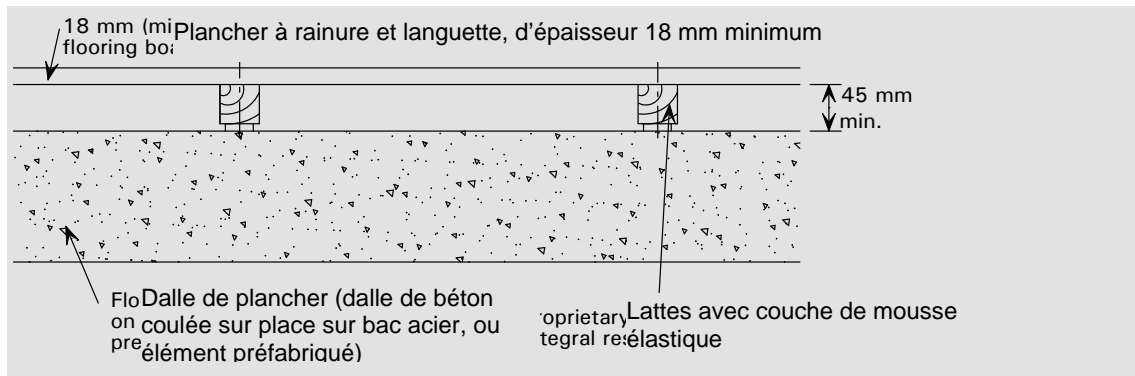 18 mm (mi Plancher à rainure et languette, d'épaisseur 18 mm minimum
flooring boa
45 mm
min.
Flo Dalle de plancher (dalle de béton
on coulée sur place sur bac acier, ou
pre élément préfabriqué)
oprietary Lattes avec couche de mousse
tegral res élastique